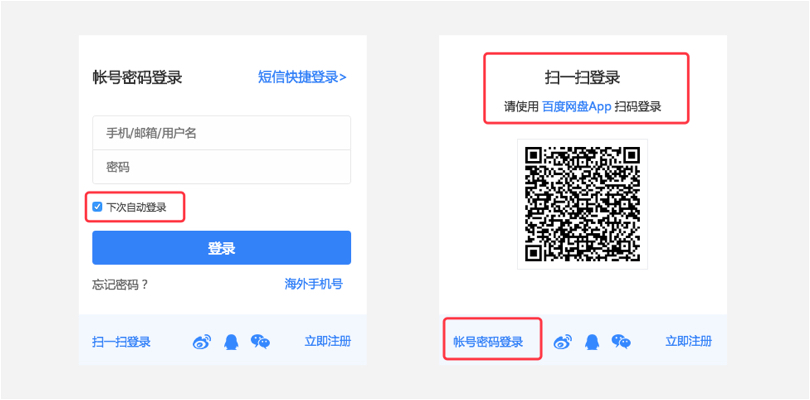 帐号密码登录
短信快捷登录>
手机/邮箱/用户名
密码
下次自动登录
登录
忘记密码？
海外手机号
扫一扫登录
立即注册
扫一扫登录
请使用 百度网盘App 扫码登录
帐号密码登录
立即注册